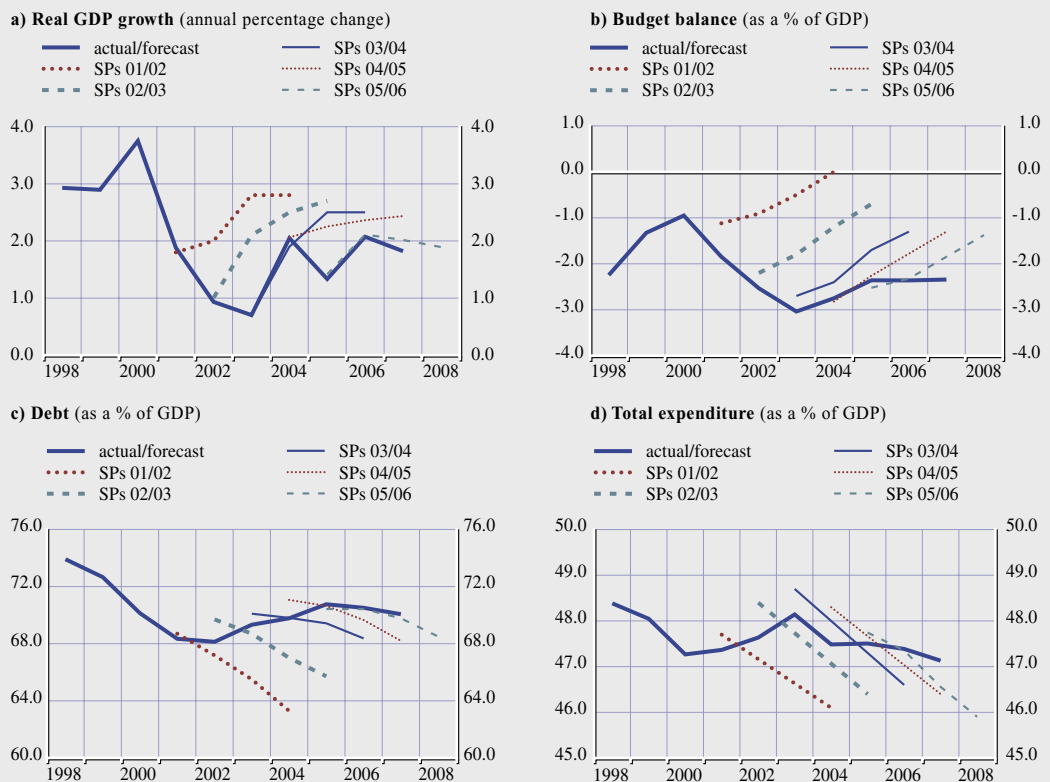 a) Real GDP growth (annual percentage change)
actual/forecast
SPs 01/02
SPs 02/03
SPs 03/04
SPs 04/05
SPs 05/06
4.0 4.0
3.0 3.0
2.0 2.0
1.0 1.0
0.0 0.0
1998 2000 2002 2004 2006 2008
b) Budget balance (as a % of GDP)
actual/forecast
SPs 01/02
SPs 02/03
SPs 03/04
SPs 04/05
SPs 05/06
1.0 1.0
0.0 0.0
-1.0 -1.0
-2.0 -2.0
-3.0 -3.0
-4.0 -4.0
1998 2000 2002 2004 2006 2008
c) Debt (as a % of GDP)
actual/forecast
SPs 01/02
SPs 02/03
SPs 03/04
SPs 04/05
SPs 05/06
76.0 76.0
72.0 72.0
68.0 68.0
64.0 64.0
60.0 60.0
1998 2000 2002 2004 2006 2008
d) Total expenditure (as a % of GDP)
actual/forecast
SPs 01/02
SPs 02/03
SPs 03/04
SPs 04/05
SPs 05/06
50.0 50.0
49.0 49.0
48.0 48.0
47.0 47.0
46.0 46.0
45.0 45.0
1998 2000 2002 2004 2006 2008